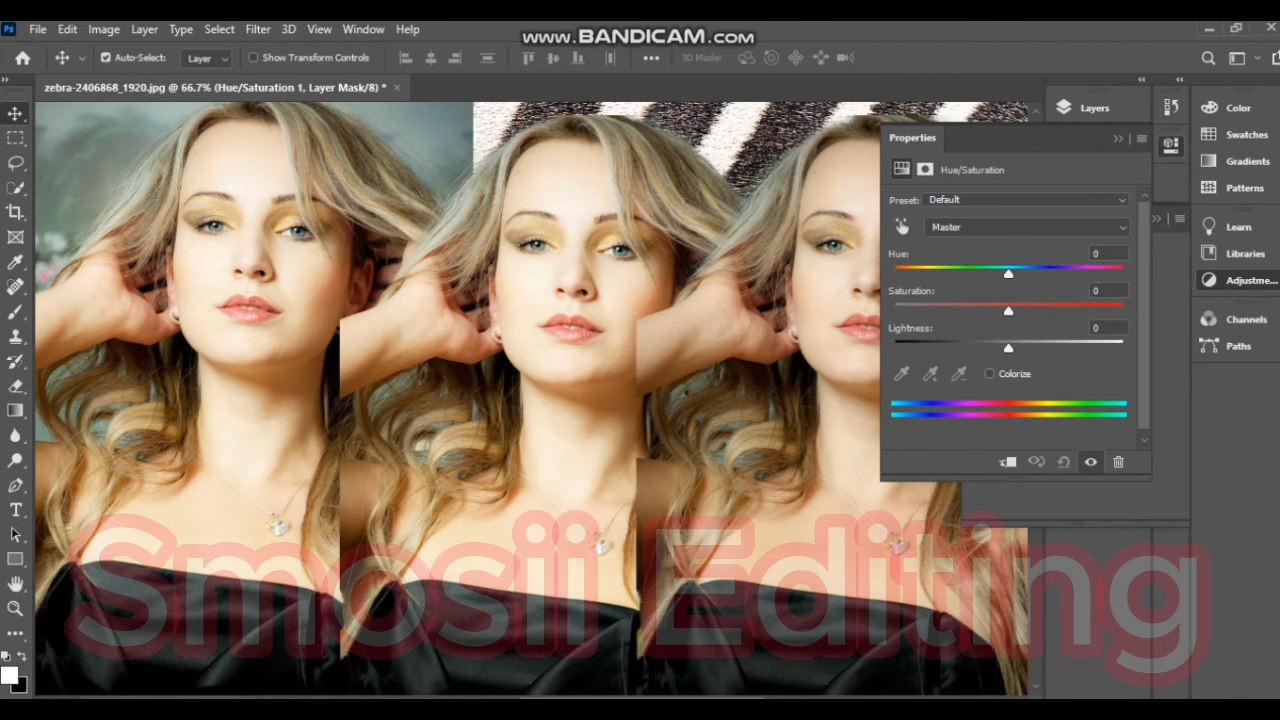 www.BANDICAM.com
Ps File Edit Image Layer Type Select Filter 3D View Window Help
Auto-Select: Layer Show Transform Controls 3D Mode:
zebra-2406868_1920.jpg @ 66.7% (Hue/Saturation 1, Layer Mask/8) *
Layers
Properties
Hue/Saturation
Preset: Default
Master
Hue: 0
Saturation: 0
Lightness: 0
Colorize
Color
Swatches
Gradients
Patterns
Learn
Libraries
Adjustme...
Channels
Paths
T
Smosii Editing